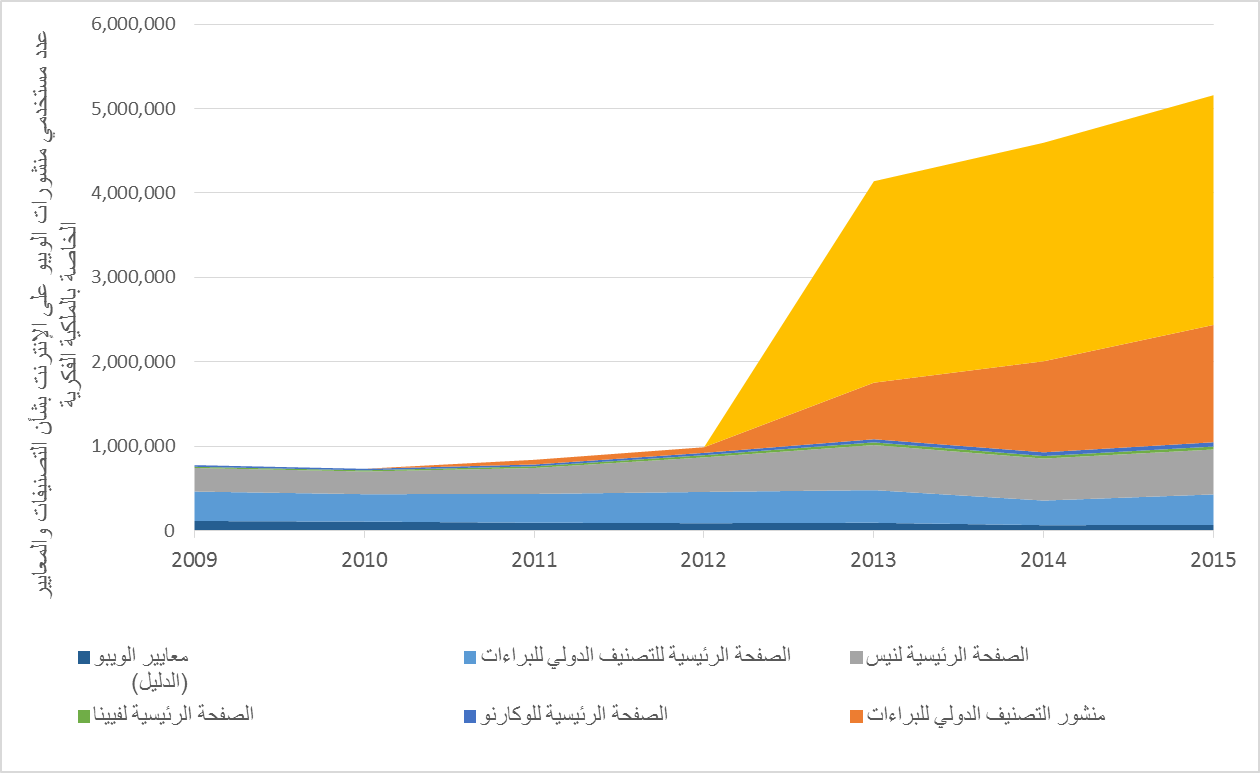 عدد مستخدمي منشورات الويبو على الإنترنت بشأن التصنيفات والمعايير
الخاصة بالملكية الفكرية
6,000,000
5,000,000
4,000,000
3,000,000
2,000,000
1,000,000
0
2009 2010 2011 2012 2013 2014 2015
معايير الويبو
(الدليل)
الصفحة الرئيسية للتصنيف الدولي للبراءات
الصفحة الرئيسية لنيس
الصفحة الرئيسية لفيينا
الصفحة الرئيسية للوكارنو
منشور التصنيف الدولي للبراءات